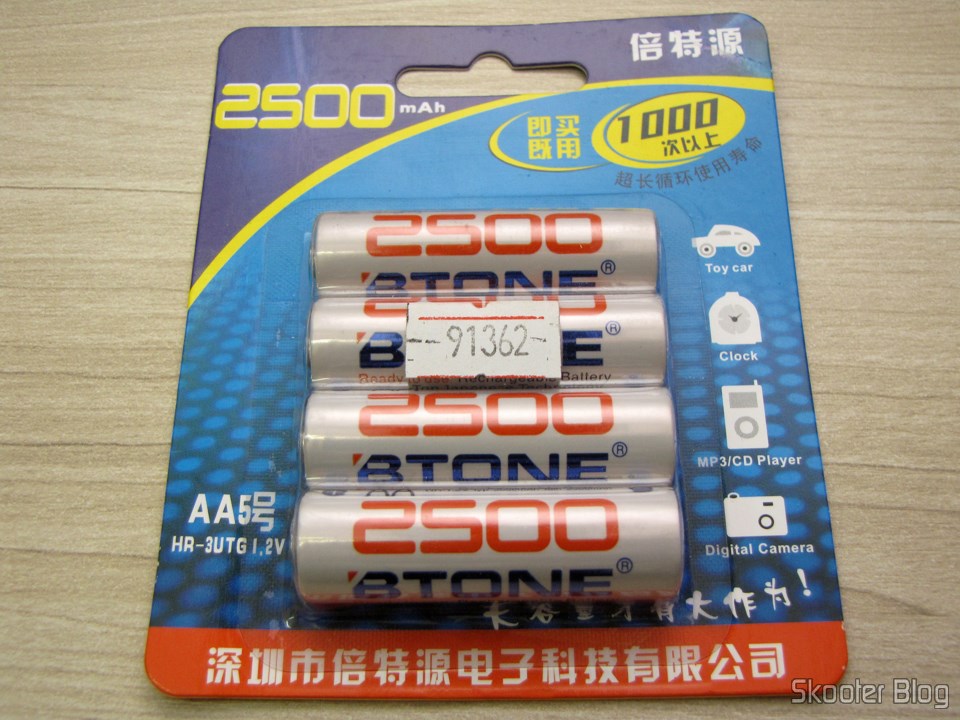 倍特源
2500 mAh
即买
既用
1000
次以上
超长循环使用寿命
2500
BTONE®
Toy car
91362
B E®
Clock
Battery
2500
BTONE®
MP3/CD Player
AA5号
HR-3UTG 1.2V
2500
BTONE®
Digital Camera
大作为!
深圳市倍特源电子科技有限公司
Skooter Blog